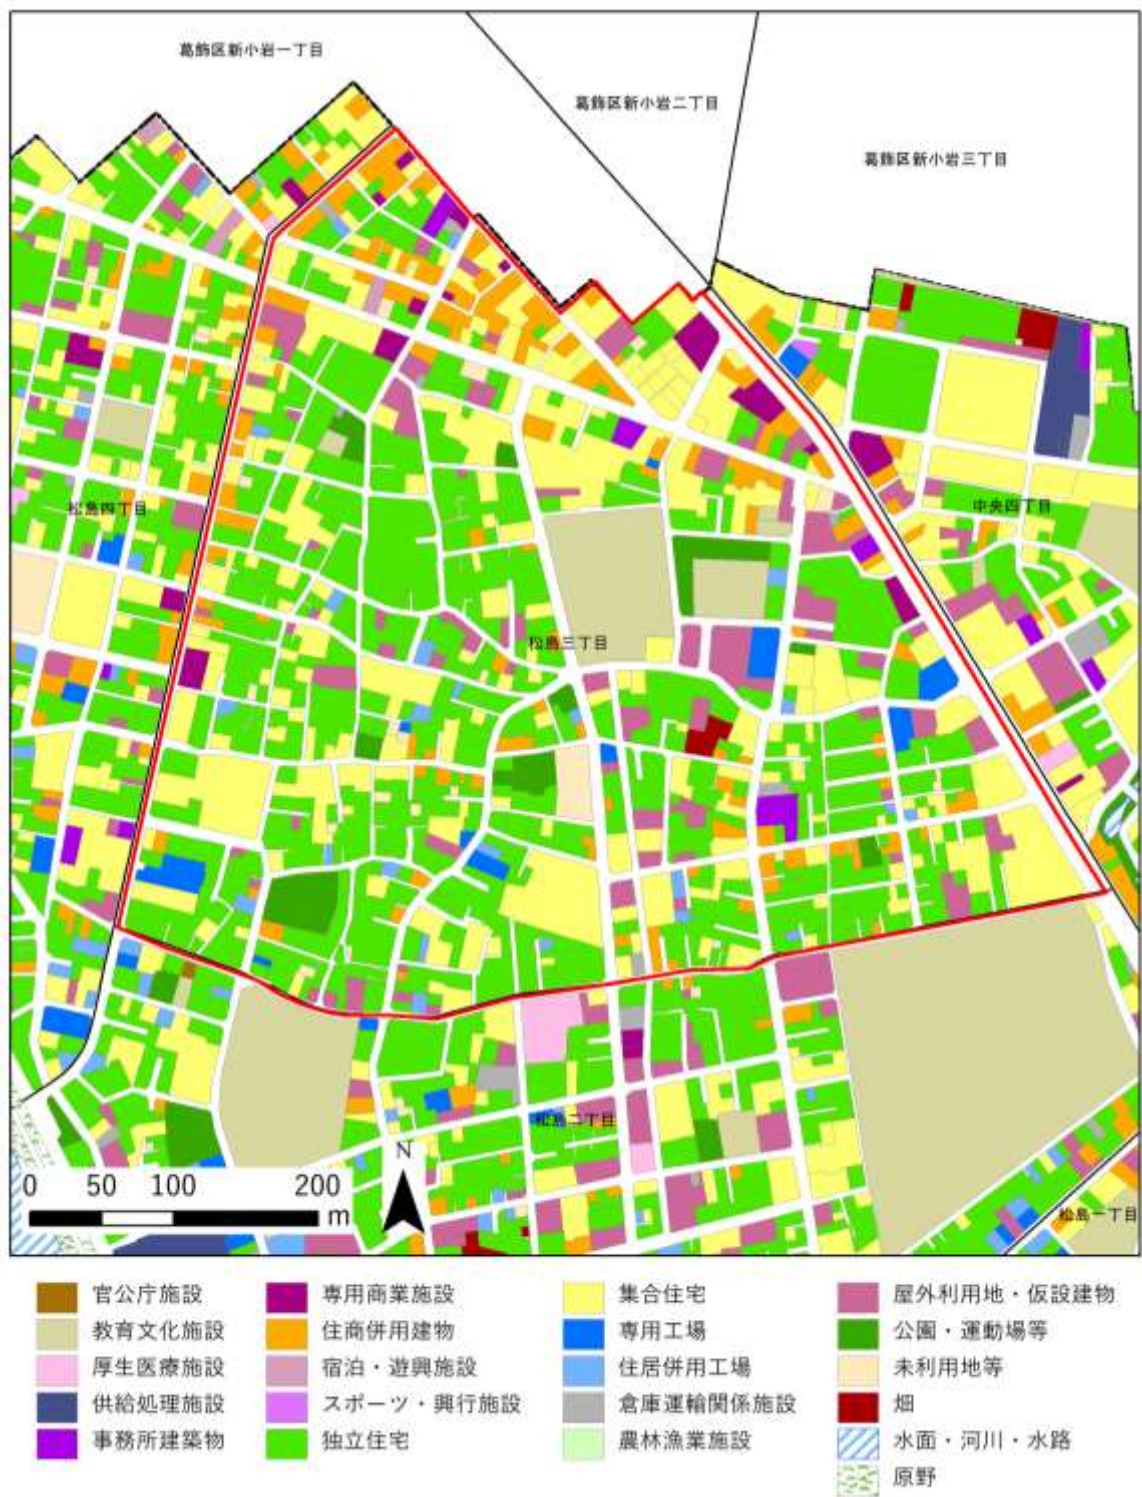 葛飾区新小岩一丁目
葛飾区新小岩二丁目
葛飾区新小岩三丁目
松島四丁目
中央四丁目
松島三丁目
松島二丁目
松島一丁目
N
0 50 100 200
m
官公庁施設
教育文化施設
厚生医療施設
供給処理施設
事務所建築物
専用商業施設
住商併用建物
宿泊・遊興施設
スポーツ・興行施設
独立住宅
集合住宅
専用工場
住居併用工場
倉庫運輸関係施設
農林漁業施設
屋外利用地・仮設建物
公園・運動場等
未利用地等
畑
水面・河川・水路
原野